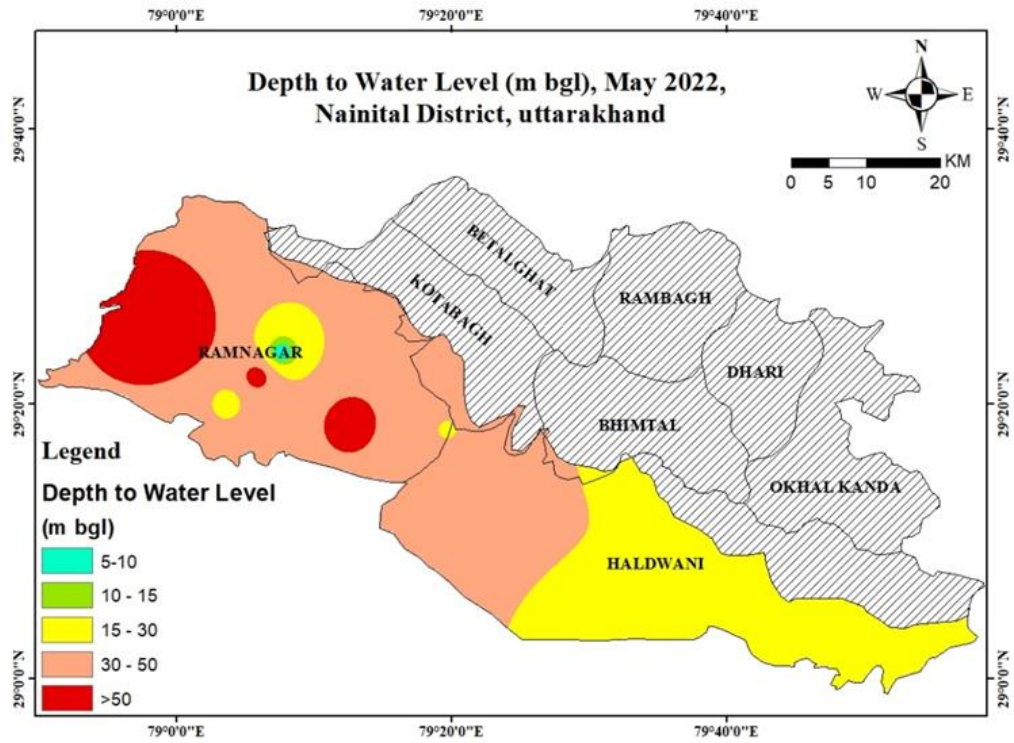 79°0'0"E
79°20'0"E
79°40'0"E
Depth to Water Level (m bgl), May 2022,
Nainital District, uttarakhand
N
W
E
S
KM
0 5 10 20
29°40'0"N
29°40'0"N
BETALGHAT
KOTABAGH
RAMBAGH
RAMNAGAR
DHARI
29°20'0"N
29°20'0"N
BHIMTAL
OKHAL KANDA
HALDWANI
Legend
Depth to Water Level
(m bgl)
5-10
10 - 15
15 - 30
30 - 50
>50
29°0'0"N
29°0'0"N
79°0'0"E
79°20'0"E
79°40'0"E